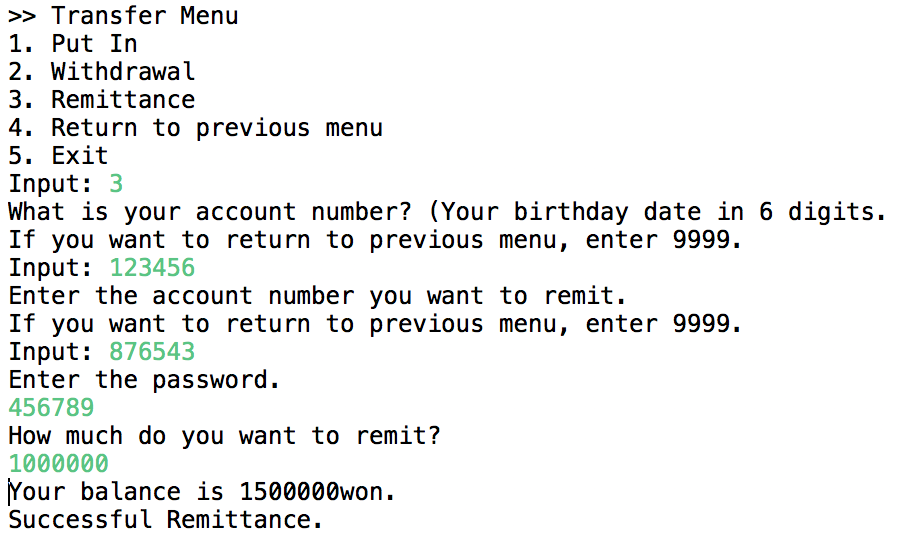 >> Transfer Menu
1. Put In
2. Withdrawal
3. Remittance
4. Return to previous menu
5. Exit
Input: 3
What is your account number? (Your birthday date in 6 digits.
If you want to return to previous menu, enter 9999.
Input: 123456
Enter the account number you want to remit.
If you want to return to previous menu, enter 9999.
Input: 876543
Enter the password.
456789
How much do you want to remit?
1000000
Your balance is 1500000won.
Successful Remittance.